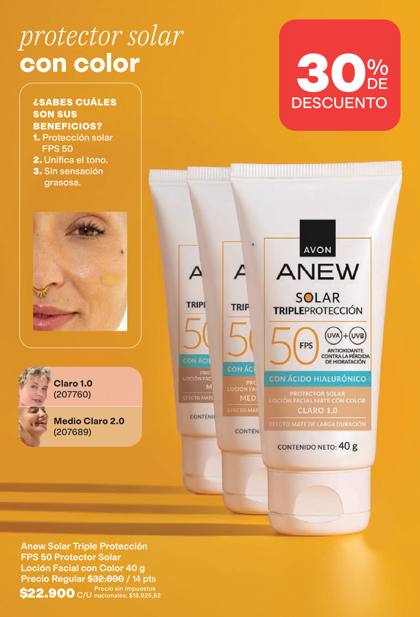 protector solar
con color
30%
DE
DESCUENTO
¿SABES CUÁLES
SON SUS
BENEFICIOS?
1. Protección solar
FPS 50
2. Unifica el tono.
3. Sin sensación
grasosa.
AVON
ANEW
SOLAR
TRIPLEPROTECCIÓN
50 FPS
UVA + UVB
ANTIOXIDANTE
CONTRA LA PÉRDIDA
DE HIDRATACIÓN
CON ÁCIDO HIALURÓNICO
PROTECTOR SOLAR
LOCIÓN FACIAL MATE CON COLOR
CLARO 1.0
EFECTO MATE DE LARGA DURACIÓN
CONTENIDO NETO: 40 g
Claro 1.0
(207760)
Medio Claro 2.0
(207689)
Anew Solar Triple Protección
FPS 50 Protector Solar
Loción Facial con Color 40 g
Precio Regular $32.800 / 14 pts
$22.900 C/U Precio sin impuestos
nacionales: $18.925,62